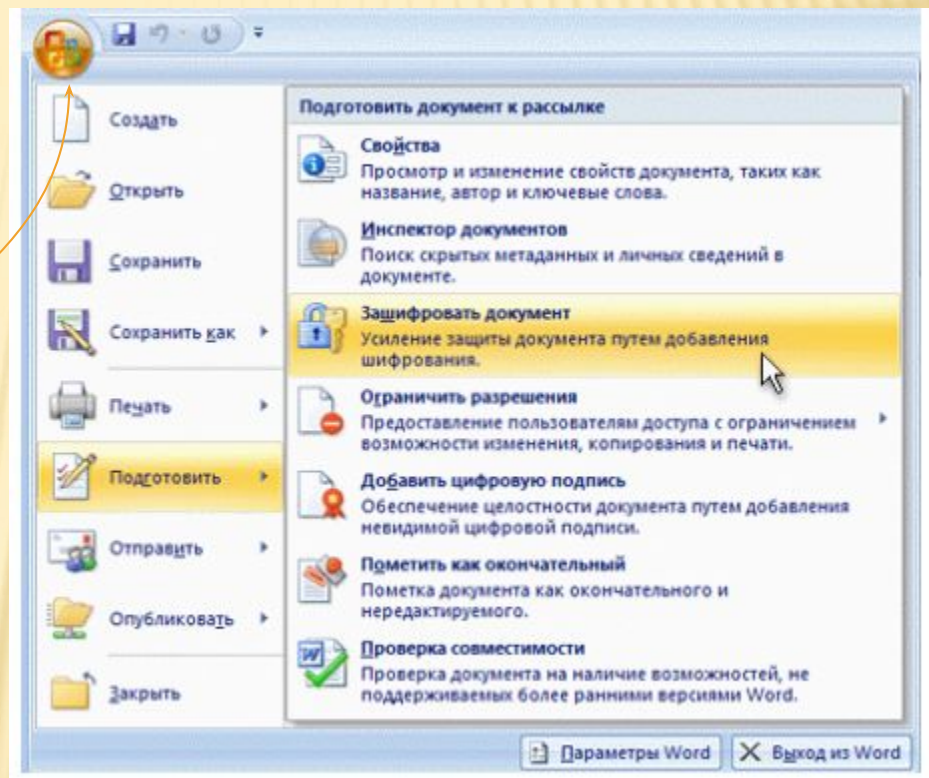 Создать
Открыть
Сохранить
Сохранить как
Печать
Подготовить
Отправить
Опубликовать
Закрыть
Подготовить документ к рассылке
Свойства
Просмотр и изменение свойств документа, таких как
название, автор и ключевые слова.
Инспектор документов
Поиск скрытых метаданных и личных сведений в
документе.
Зашифровать документ
Усиление защиты документа путем добавления
шифрования.
Ограничить разрешения
Предоставление пользователям доступа с ограничением
возможности изменения, копирования и печати.
Добавить цифровую подпись
Обеспечение целостности документа путем добавления
невидимой цифровой подписи.
Пометить как окончательный
Пометка документа как окончательного и
нередактируемого.
Проверка совместимости
Проверка документа на наличие возможностей, не
поддерживаемых более ранними версиями Word.
Параметры Word
Выход из Word